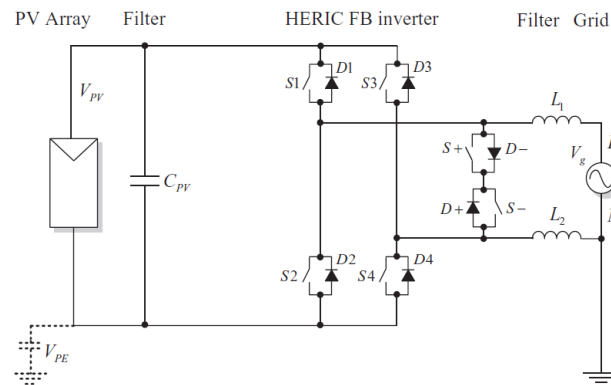 PV Array Filter HERIC FB inverter Filter Grid
V_PV
S1 D1 S3 D3
L_1
S+ D− V_g
C_PV
D+ S− L_2
S2 D2 S4 D4
V_PE